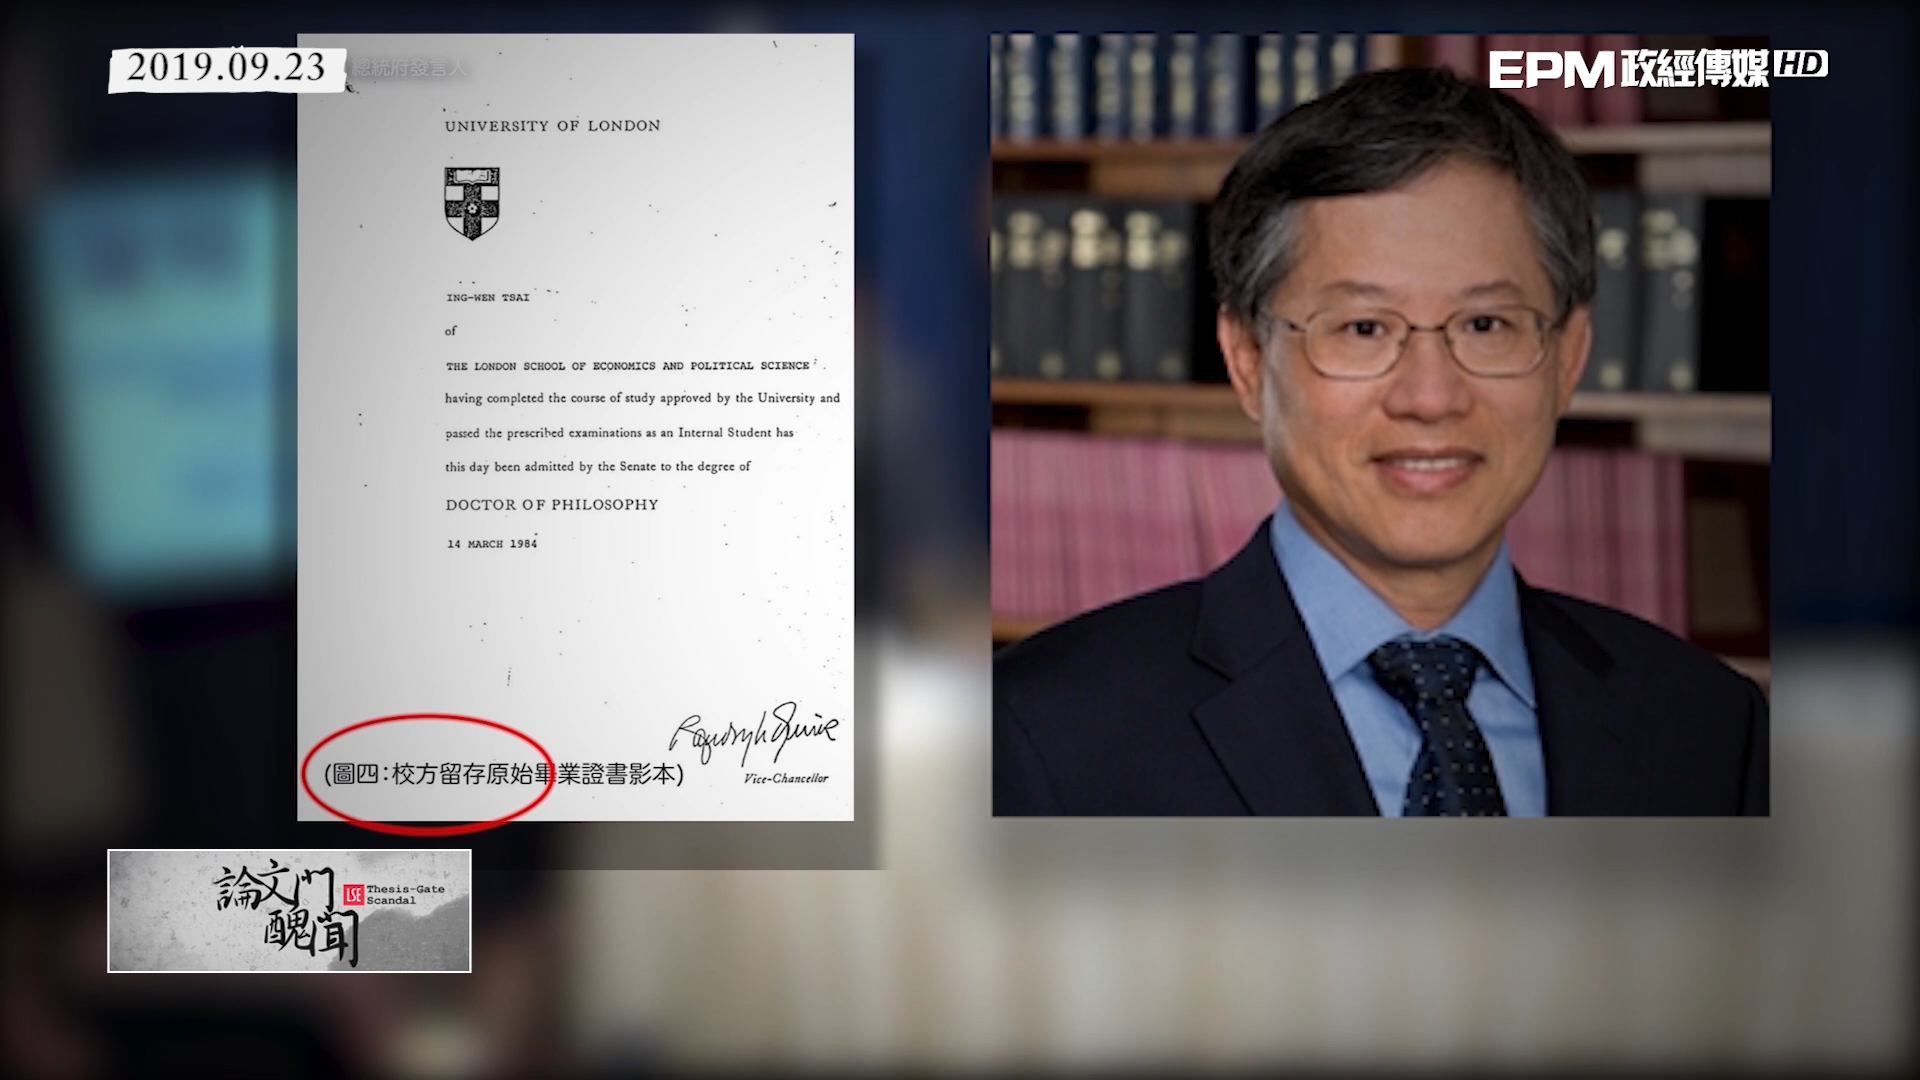 2019.09.23
總統府發言人
EPM政經傳媒HD
UNIVERSITY OF LONDON
ING-WEN TSAI
of
THE LONDON SCHOOL OF ECONOMICS AND POLITICAL SCIENCE
having completed the course of study approved by the University and
passed the prescribed examinations as an Internal Student has
this day been admitted by the Senate to the degree of
DOCTOR OF PHILOSOPHY
14 MARCH 1984
(圖四:校方留存原始畢業證書影本)
Vice-Chancellor
論文門
醜聞
LSE
Thesis-Gate
Scandal